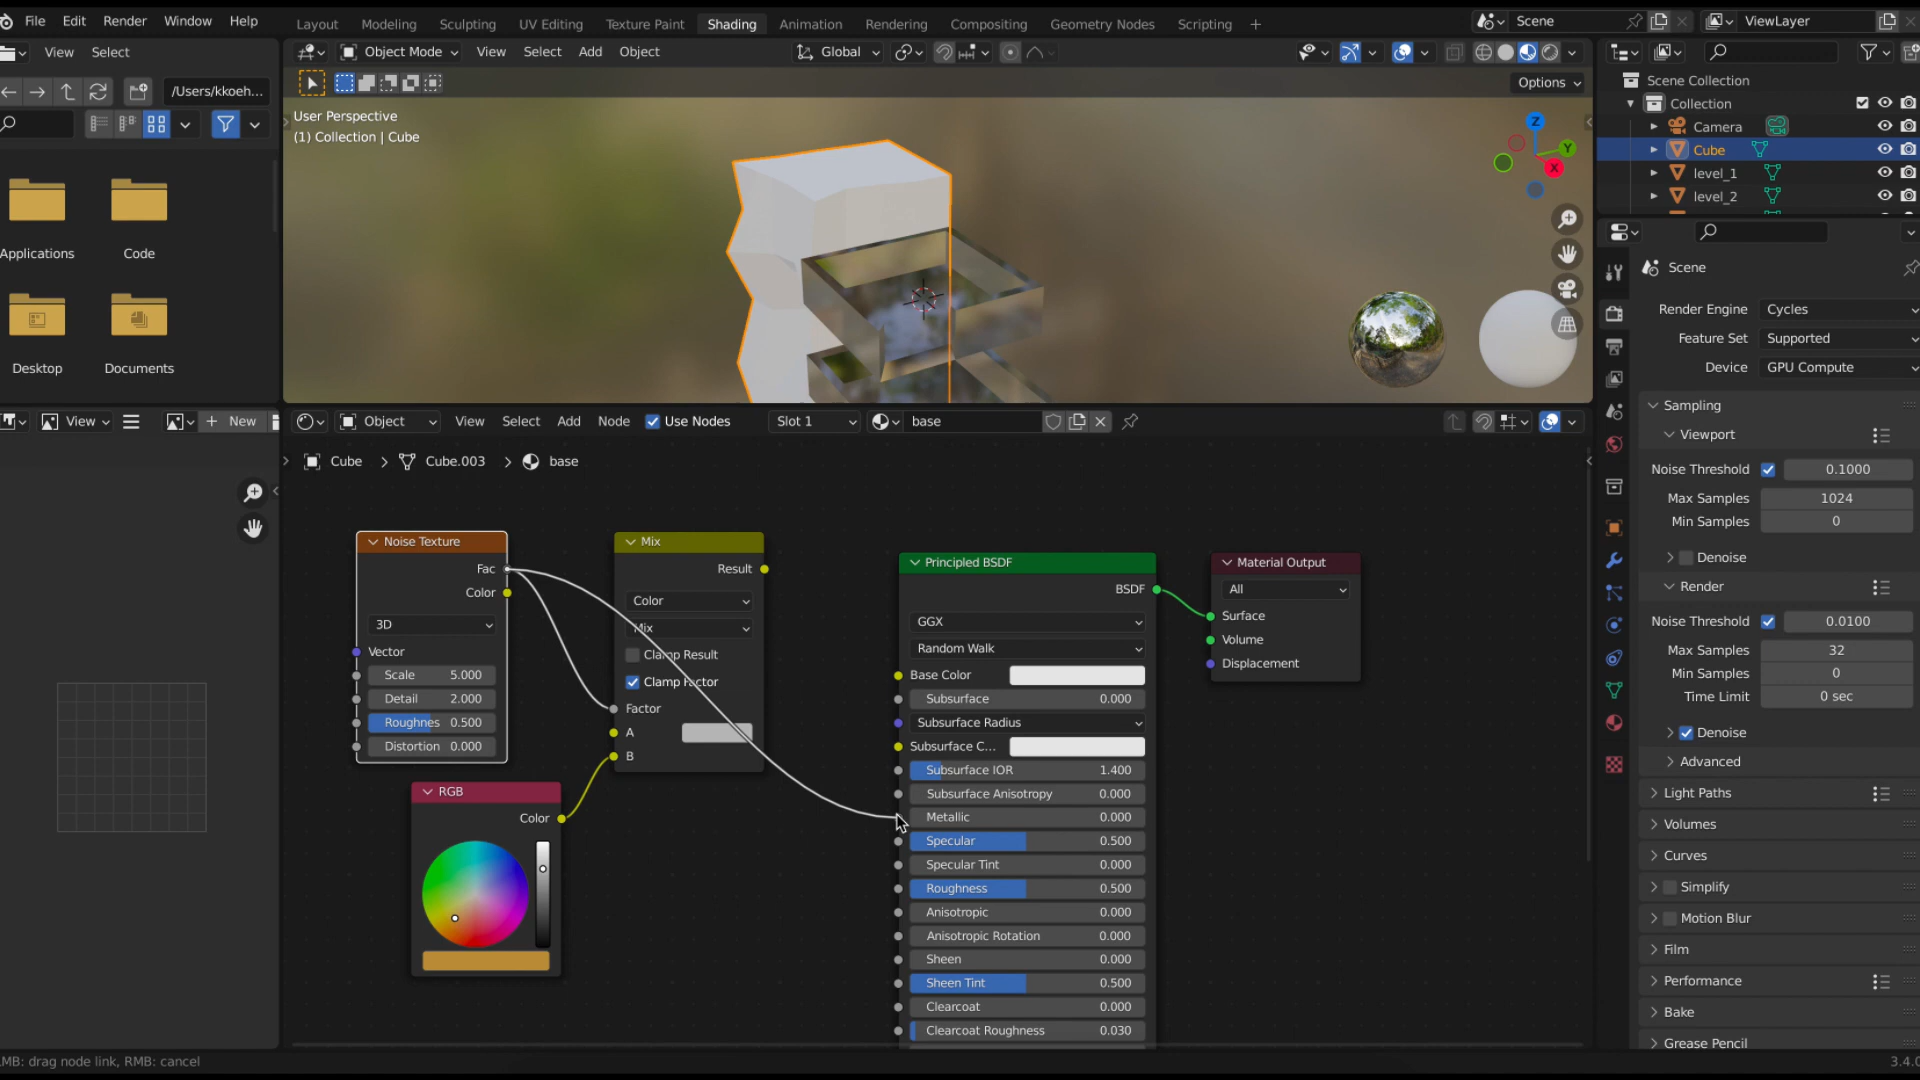 File Edit Render Window Help
Layout Modeling Sculpting UV Editing Texture Paint Shading Animation Rendering Compositing Geometry Nodes Scripting +
Scene
ViewLayer
View Select
Object Mode View Select Add Object
Global
/Users/kkoeh...
Options
User Perspective
(1) Collection | Cube
Z
Y
X
Applications
Code
Desktop
Documents
Scene Collection
Collection
Camera
Cube
level_1
level_2
Scene
Render Engine Cycles
Feature Set Supported
Device GPU Compute
Sampling
Viewport
Noise Threshold 0.1000
Max Samples 1024
Min Samples 0
Denoise
Render
Noise Threshold 0.0100
Max Samples 32
Min Samples 0
Time Limit 0 sec
Denoise
Advanced
Light Paths
Volumes
Curves
Simplify
Motion Blur
Film
Performance
Bake
Grease Pencil
View
+ New
Object View Select Add Node Use Nodes Slot 1 base
Cube > Cube.003 > base
Noise Texture
Fac
Color
3D
Vector
Scale 5.000
Detail 2.000
Roughnes 0.500
Distortion 0.000
RGB
Color
Mix
Result
Color
Mix
Clamp Result
Clamp Factor
Factor
A
B
Principled BSDF
BSDF
GGX
Random Walk
Base Color
Subsurface 0.000
Subsurface Radius
Subsurface C...
Subsurface IOR 1.400
Subsurface Anisotropy 0.000
Metallic 0.000
Specular 0.500
Specular Tint 0.000
Roughness 0.500
Anisotropic 0.000
Anisotropic Rotation 0.000
Sheen 0.000
Sheen Tint 0.500
Clearcoat 0.000
Clearcoat Roughness 0.030
Material Output
All
Surface
Volume
Displacement
LMB: drag node link, RMB: cancel
3.4.0